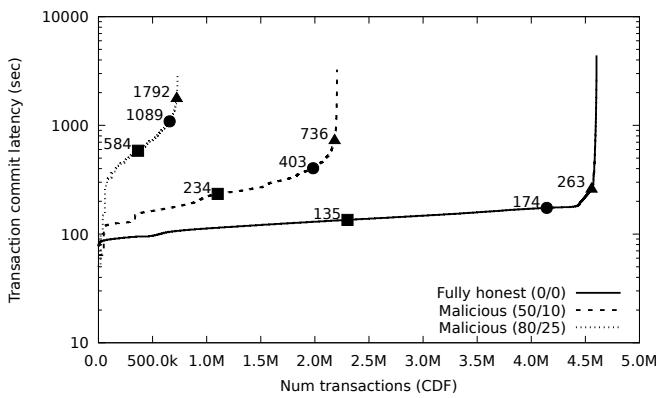 Transaction commit latency (sec)
10000
1000
100
10
1792
1089
584
736
403
234
263
174
135
Fully honest (0/0)
Malicious (50/10)
Malicious (80/25)
0.0 500.0k 1.0M 1.5M 2.0M 2.5M 3.0M 3.5M 4.0M 4.5M 5.0M
Num transactions (CDF)